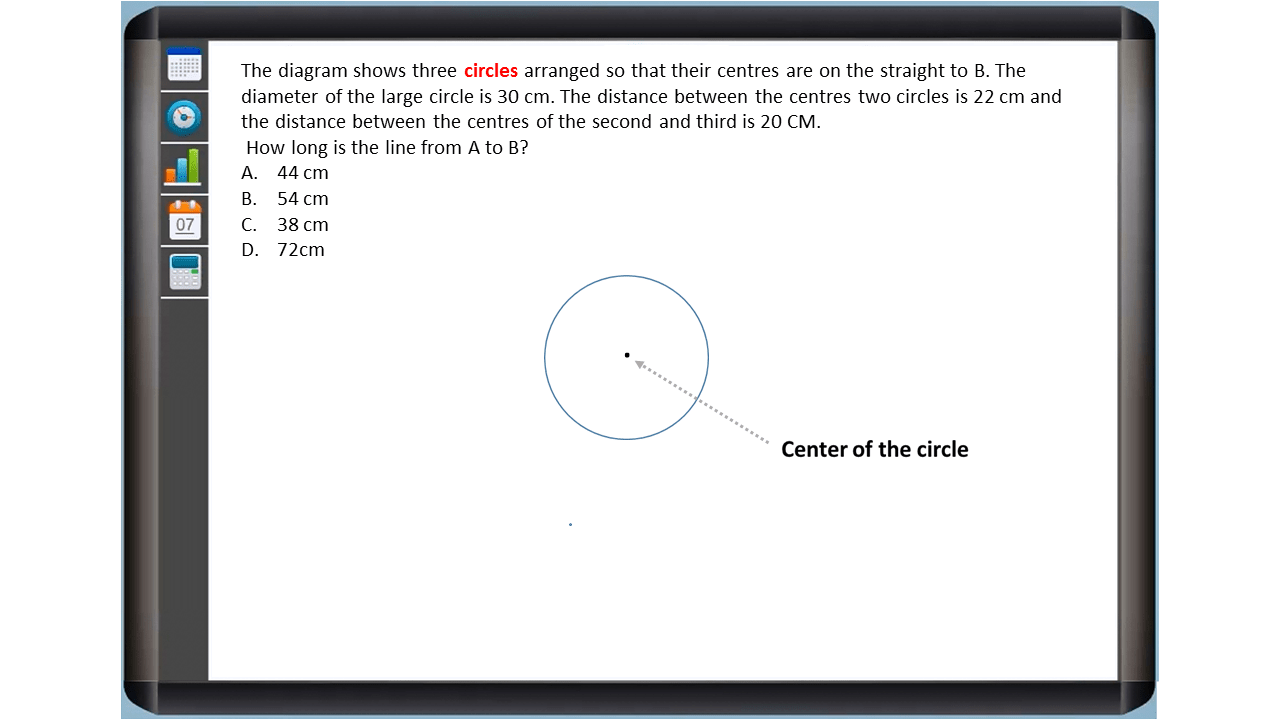 The diagram shows three circles arranged so that their centres are on the straight to B. The
diameter of the large circle is 30 cm. The distance between the centres two circles is 22 cm and
the distance between the centres of the second and third is 20 CM.
How long is the line from A to B?
A. 44 cm
B. 54 cm
C. 38 cm
D. 72cm
07
Center of the circle